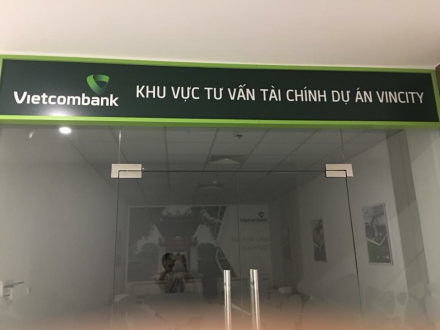 Vietcombank KHU VỰC TƯ VẤN TÀI CHÍNH DỰ ÁN VINCITY